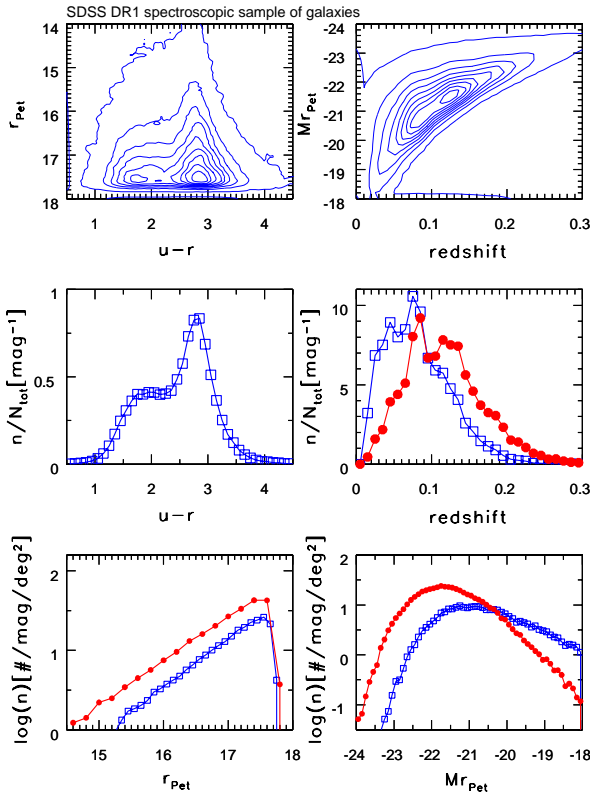 SDSS DR1 spectroscopic sample of galaxies
14
15
16
17
18
r_Pet
1 2 3 4
u−r
-24
-23
-22
-21
-20
-19
-18
Mr_Pet
0 0.1 0.2 0.3
redshift
1
0.5
0
n/N_tot[mag^-1]
1 2 3 4
u−r
10
5
0
n/N_tot[mag^-1]
0 0.1 0.2 0.3
redshift
2
1
0
log(n)[#/mag/deg^2]
15 16 17 18
r_Pet
2
1
0
-1
log(n)[#/mag/deg^2]
-24 -23 -22 -21 -20 -19 -18
Mr_Pet